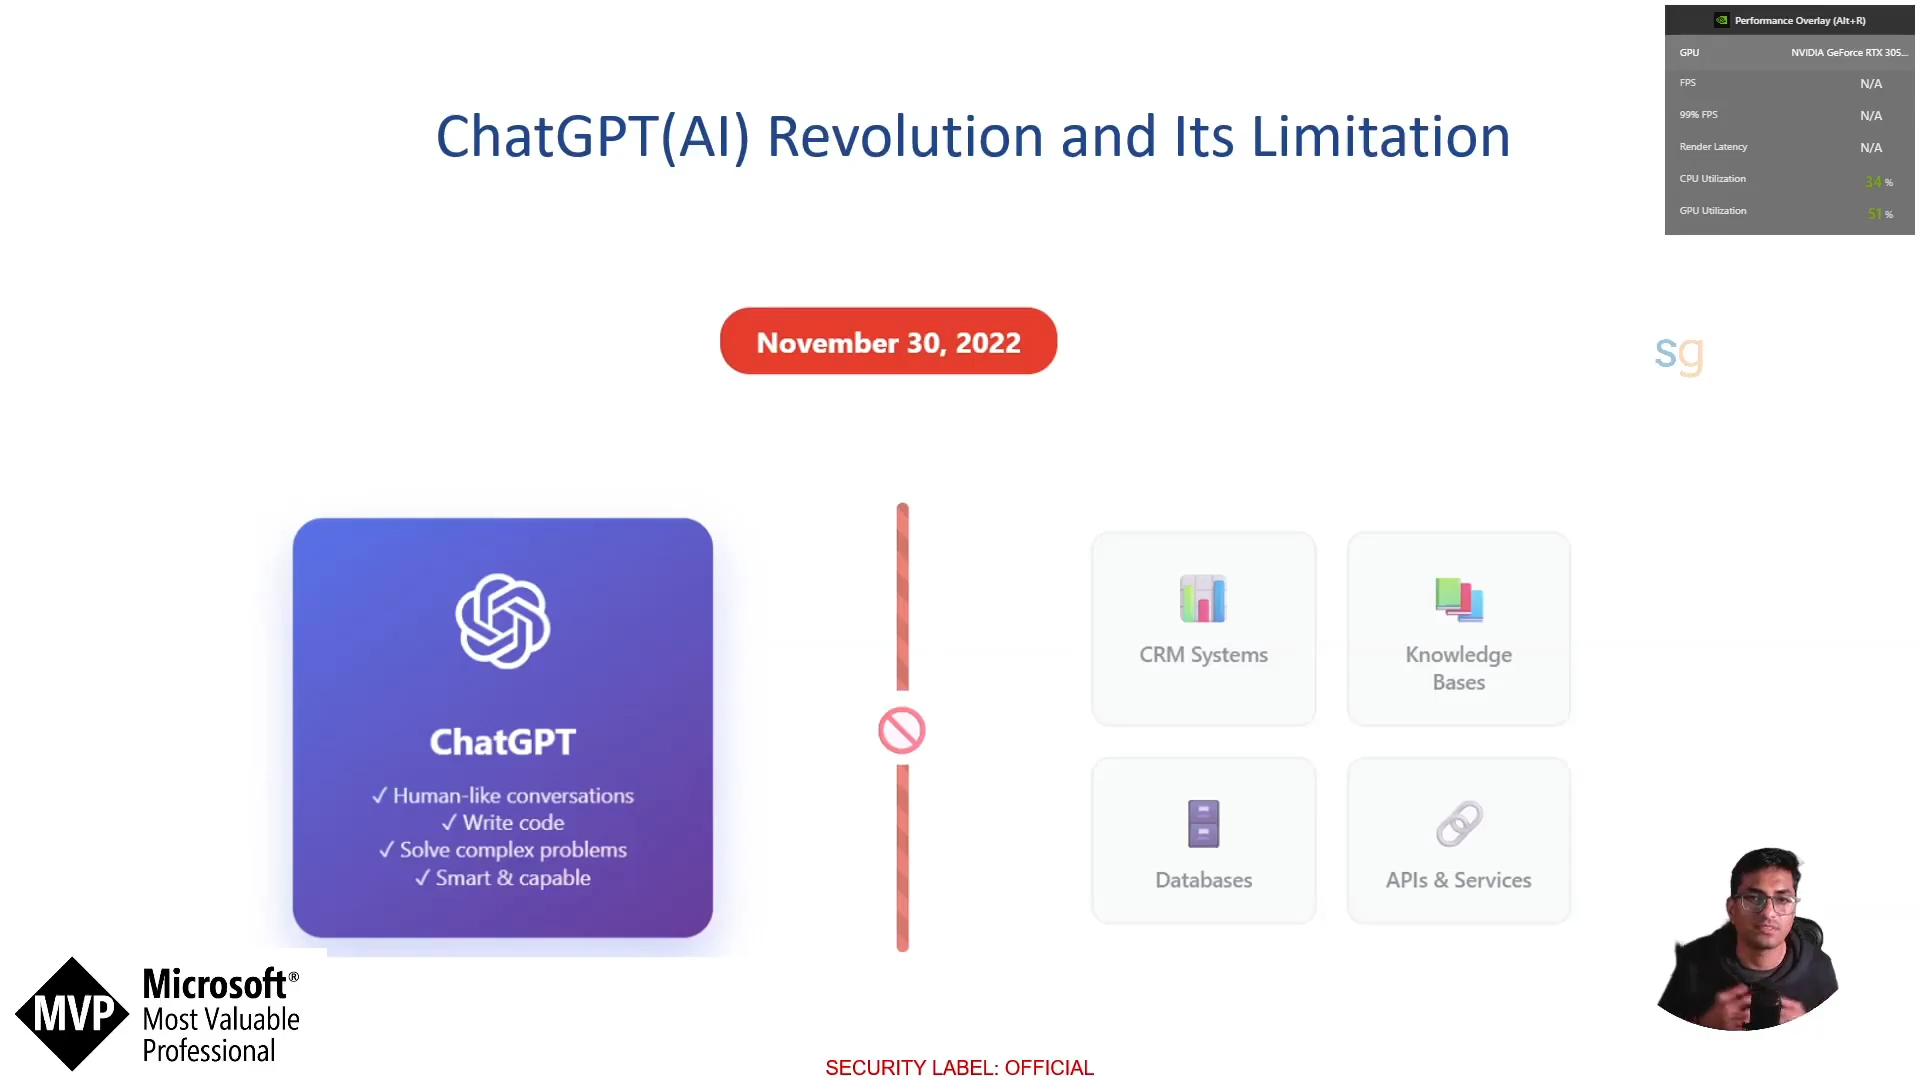 Performance Overlay (Alt+R)
GPU NVIDIA GeForce RTX 305...
FPS N/A
99% FPS N/A
Render Latency N/A
CPU Utilization 34 %
GPU Utilization 51 %
ChatGPT(AI) Revolution and Its Limitation
November 30, 2022
sg
ChatGPT
✓ Human-like conversations
✓ Write code
✓ Solve complex problems
✓ Smart & capable
CRM Systems
Knowledge
Bases
Databases
APIs & Services
MVP
Microsoft®
Most Valuable
Professional
SECURITY LABEL: OFFICIAL